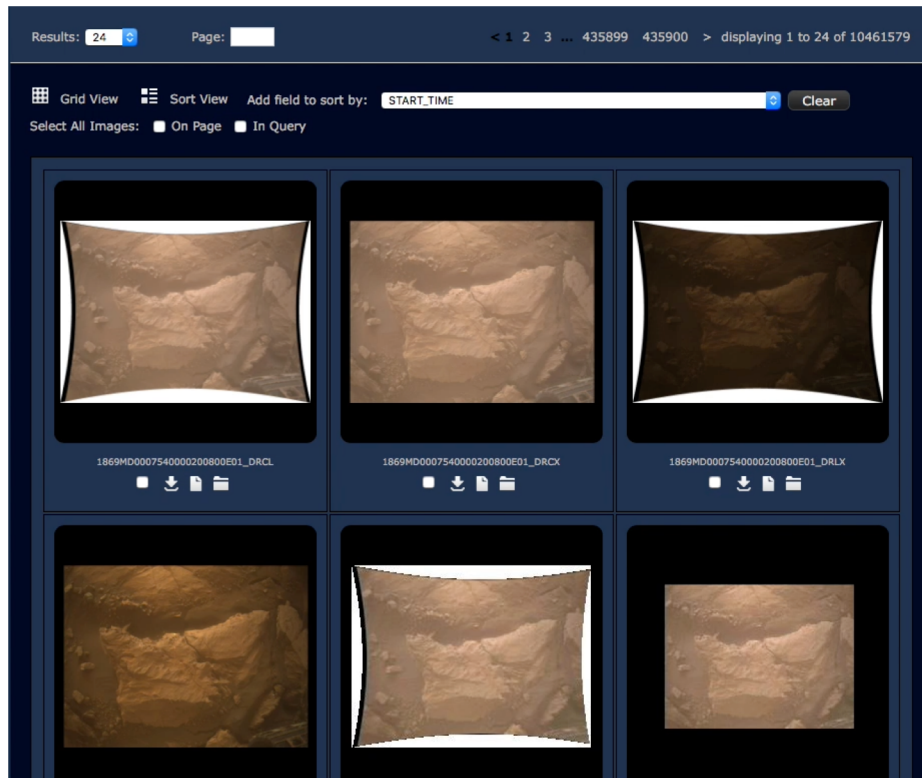 Results: 24 Page: < 1 2 3 ... 435899 435900 > displaying 1 to 24 of 10461579
Grid View Sort View Add field to sort by: START_TIME Clear
Select All Images: On Page In Query
1869MD0007540000200800E01_DRCL 1869MD0007540000200800E01_DRCX 1869MD0007540000200800E01_DRLX